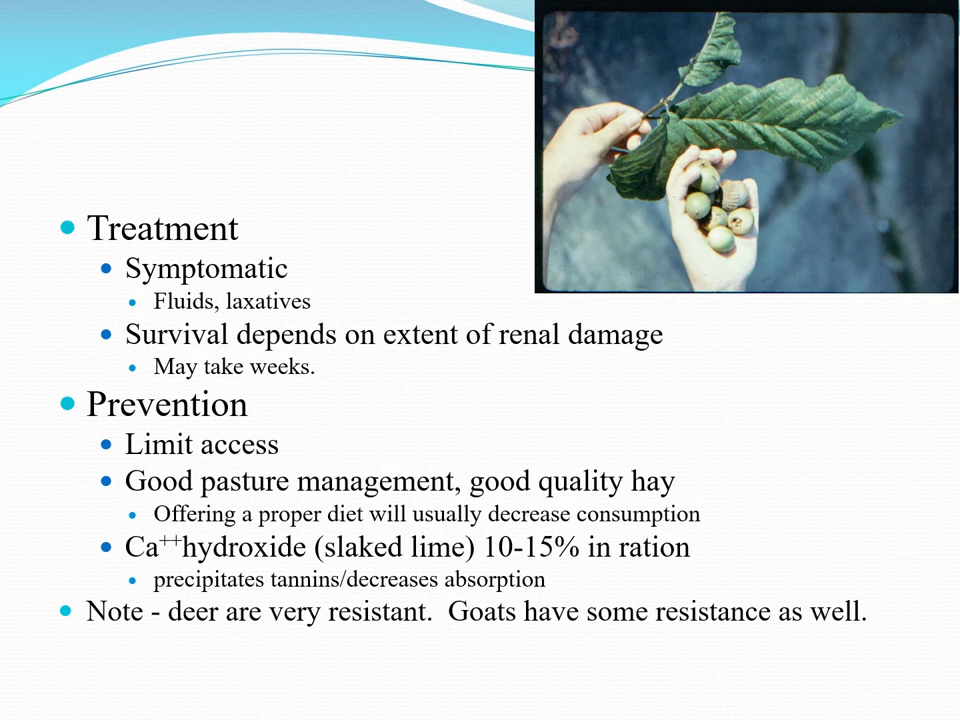 Treatment
Symptomatic
Fluids, laxatives
Survival depends on extent of renal damage
May take weeks.
Prevention
Limit access
Good pasture management, good quality hay
Offering a proper diet will usually decrease consumption
Ca⁺⁺hydroxide (slaked lime) 10-15% in ration
precipitates tannins/decreases absorption
Note - deer are very resistant.  Goats have some resistance as well.